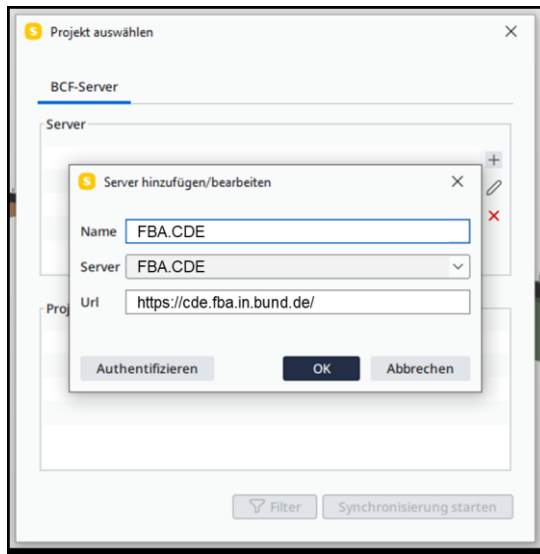 S Projekt auswählen
BCF-Server
Server
S Server hinzufügen/bearbeiten
Name FBA.CDE
Server FBA.CDE
Url https://cde.fba.in.bund.de/
Proj
Authentifizieren OK Abbrechen
Filter Synchronisierung starten